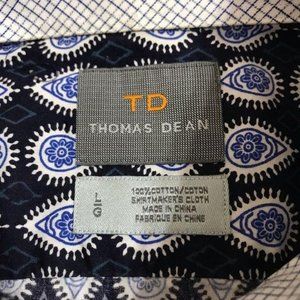 TD
THOMAS DEAN
100% COTTON/COTON
SHIRTMAKER'S CLOTH
MADE IN CHINA
FABRIQUE EN CHINE